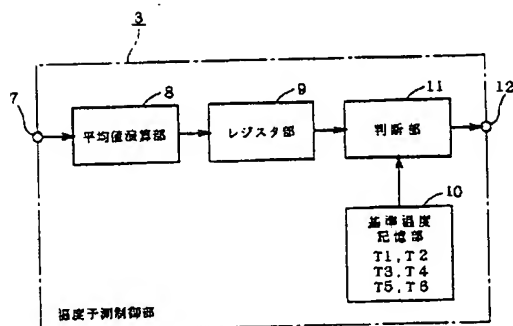 3
7
8
平均値演算部
9
レジスタ部
11
判断部
12
10
基準温度
記憶部
T1,T2
T3,T4
T5,T6
温度予測制御部